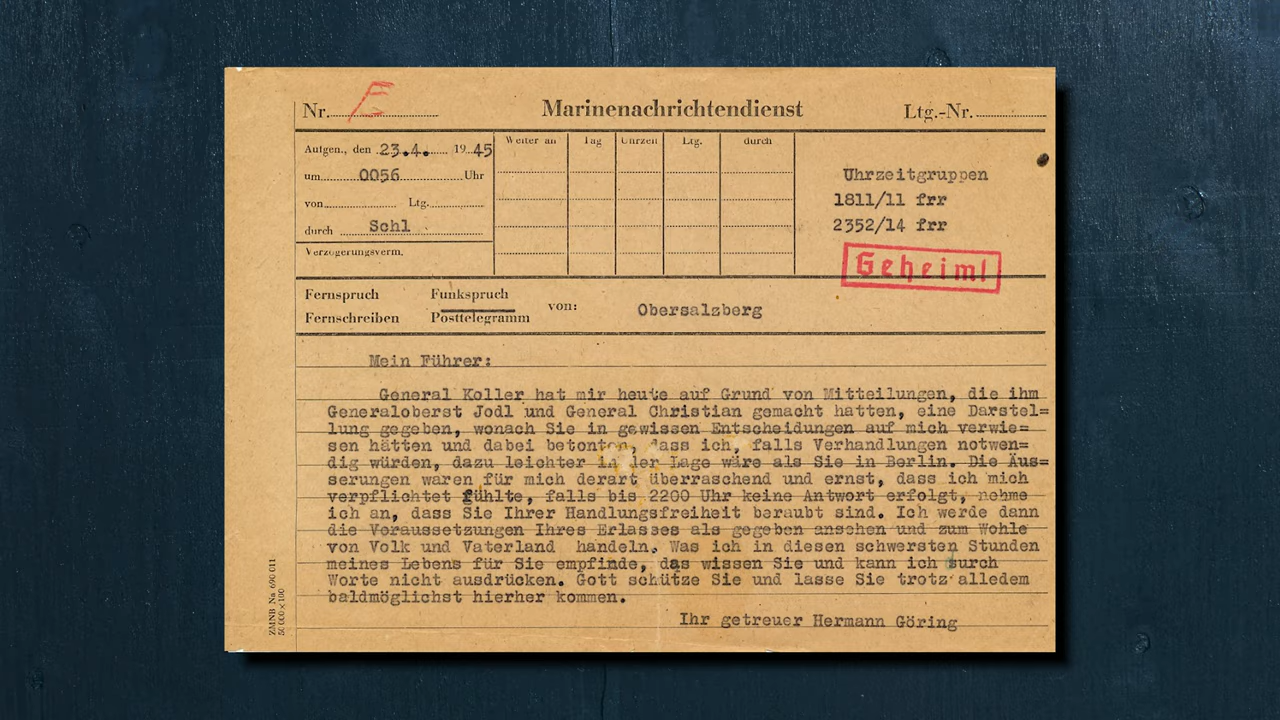 Nr. E Marinenachrichtendienst Ltg.-Nr.
Aufgen., den 23.4. 1945
um 0056 Uhr
von Ltg.
durch Schl
Verzögerungsverm.
Weiter an Tag Uhrzeit Ltg. durch
Uhrzeitgruppen
1811/11 frr
2352/14 frr
Geheim!
Fernspruch Funkspruch von: Obersalzberg
Fernschreiben Posttelegramm
Mein Führer:
General Koller hat mir heute auf Grund von Mitteilungen, die ihm
Generaloberst Jodl und General Christian gemacht hatten, eine Darstel=
lung gegeben, wonach Sie in gewissen Entscheidungen auf mich verwie=
sen hätten und dabei betonten, dass ich, falls Verhandlungen notwen=
dig würden, dazu leichter in der Lage wäre als Sie in Berlin. Die Äus=
serungen waren für mich derart überraschend und ernst, dass ich mich
verpflichtet fühlte, falls bis 2200 Uhr keine Antwort erfolgt, nehme
ich an, dass Sie Ihrer Handlungsfreiheit beraubt sind. Ich werde dann
die Voraussetzungen Ihres Erlasses als gegeben ansehen und zum Wohle
von Volk und Vaterland handeln. Was ich in diesen schwersten Stunden
meines Lebens für Sie empfinde, das wissen Sie und kann ich surch
Worte nicht ausdrücken. Gott schütze Sie und lasse Sie trotz alledem
baldmöglichst hierher kommen.
Ihr getreuer Hermann Göring
ZMNB Na 690 011
50 000 x 100